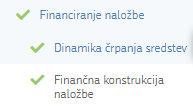 Financiranje naložbe
Dinamika črpanja sredstev
Finančna konstrukcija
naložbe